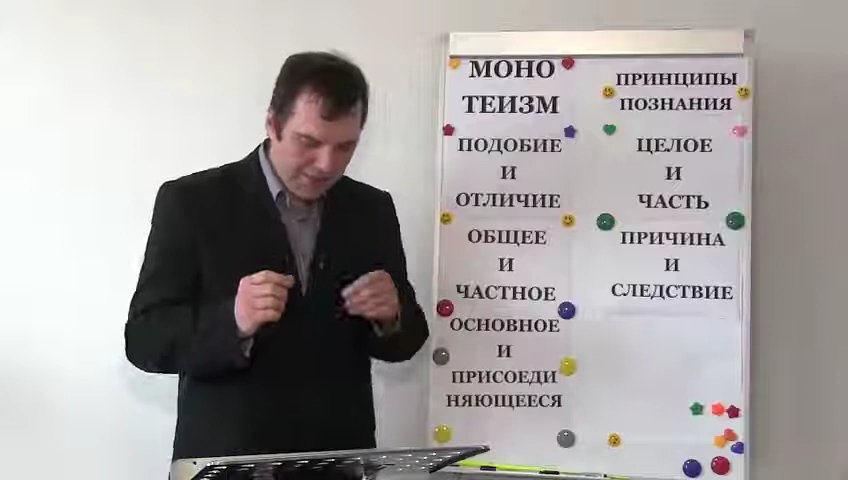 МОНО
ТЕИЗМ
ПОДОБИЕ
И
ОТЛИЧИЕ
ОБЩЕЕ
И
ЧАСТНОЕ
ОСНОВНОЕ
И
ПРИСОЕДИ
НЯЮЩЕЕСЯ
ПРИНЦИПЫ
ПОЗНАНИЯ
ЦЕЛОЕ
И
ЧАСТЬ
ПРИЧИНА
И
СЛЕДСТВИЕ